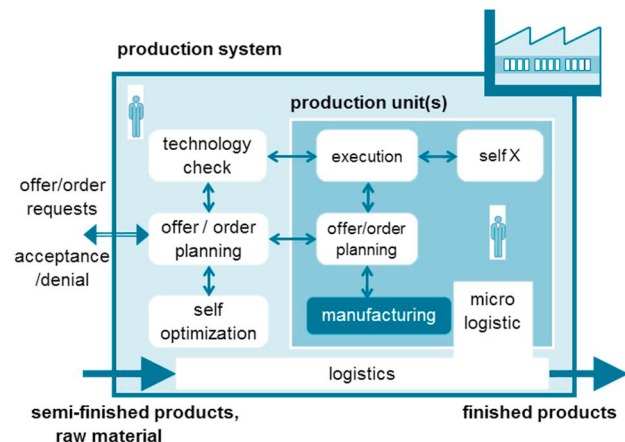 production system
production unit(s)
technology
check
execution
self X
offer/order
requests
acceptance
/denial
offer / order
planning
offer/order
planning
self
optimization
manufacturing
micro
logistic
logistics
semi-finished products,
raw material
finished products